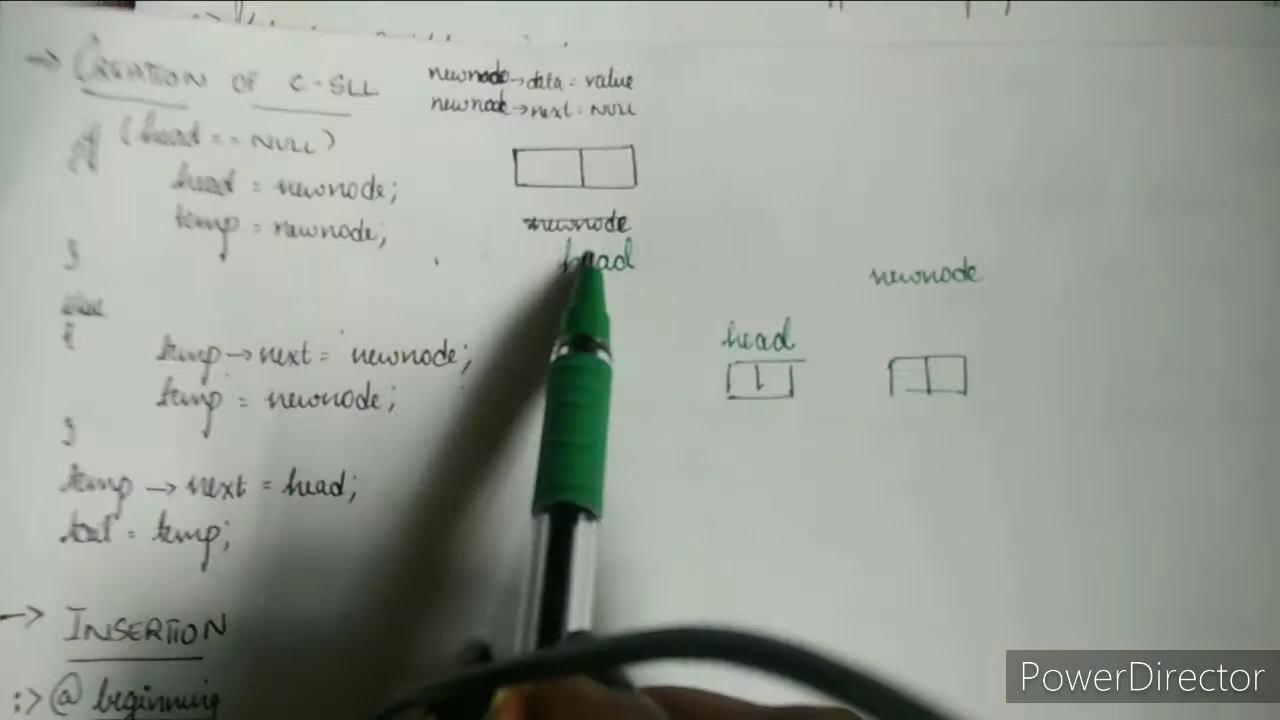 → CREATION OF C-SLL
newnode→data = value
newnode→next = NULL
if (head == NULL)
{
head = newnode;
temp = newnode;
}
newnode
head
else
{
temp → next = newnode;
temp = newnode;
}
head
newnode
temp → next = head;
tail = temp;
→ INSERTION
:> @ beginning
PowerDirector